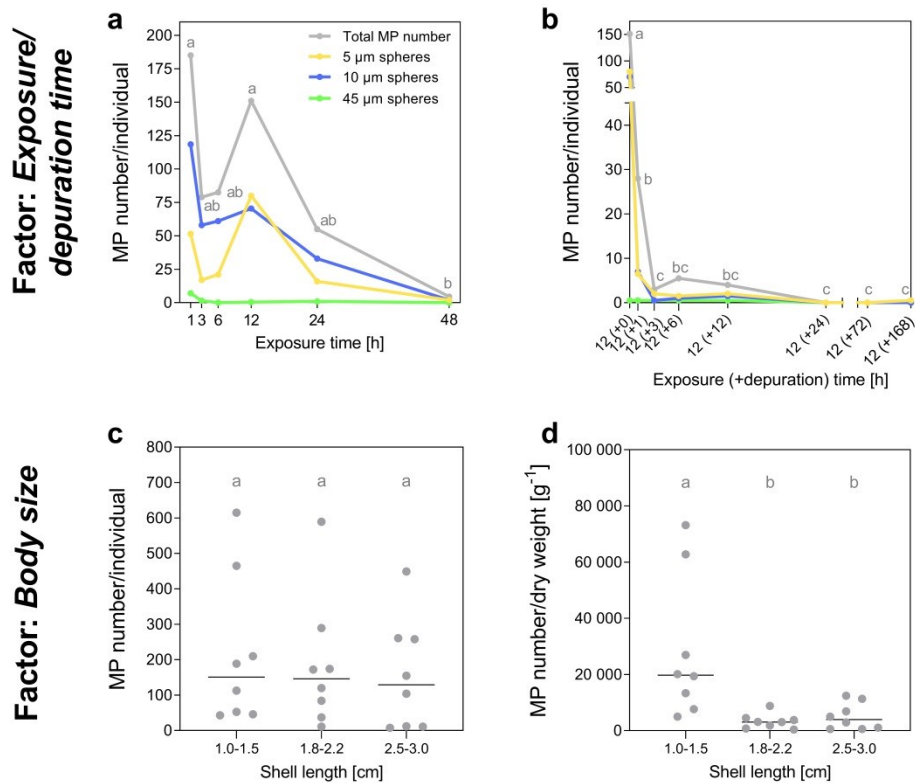 Factor: Exposure/
depuration time
a
MP number/individual
200
175
150
125
100
75
50
25
0
Total MP number
5 µm spheres
10 µm spheres
45 µm spheres
a
ab
ab
a
ab
b
1 3 6 12 24 48
Exposure time [h]
b
MP number/individual
150
100
50
40
30
20
10
0
a
b
c
bc
bc
c
c
c
12 (+0)
12 (+1)
12 (+3)
12 (+6)
12 (+12)
12 (+24)
12 (+72)
12 (+168)
Exposure (+depuration) time [h]
Factor: Body size
c
MP number/individual
800
700
600
500
400
300
200
100
0
a a a
1.0-1.5 1.8-2.2 2.5-3.0
Shell length [cm]
d
MP number/dry weight [g⁻¹]
100 000
80 000
60 000
40 000
20 000
0
a b b
1.0-1.5 1.8-2.2 2.5-3.0
Shell length [cm]